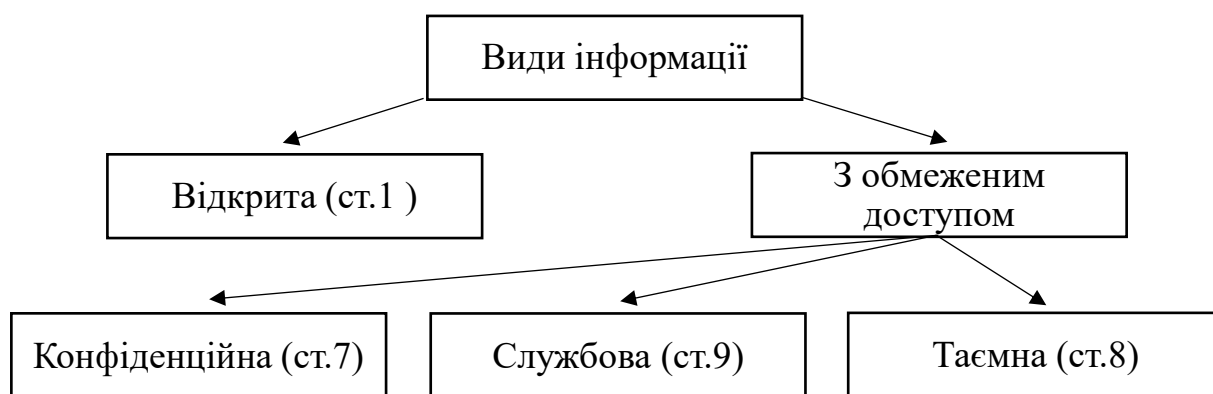 Види інформації
Відкрита (ст.1 )
З обмеженим
доступом
Конфіденційна (ст.7)
Службова (ст.9)
Таємна (ст.8)